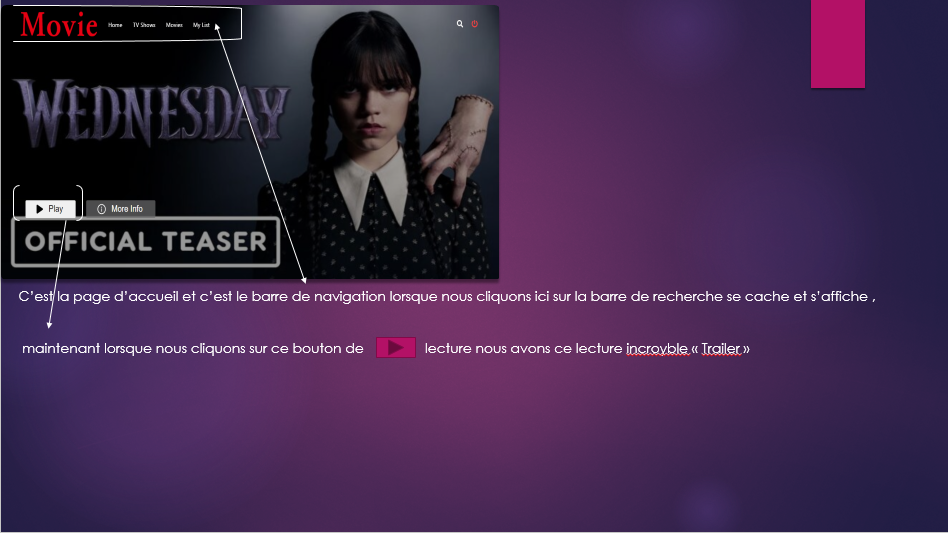 Movie Home TV Shows Movies My List
WEDNESDAY
Play More Info
OFFICIAL TEASER
C'est la page d'accueil et c'est le barre de navigation lorsque nous cliquons ici sur la barre de recherche se cache et s'affiche ,
maintenant lorsque nous cliquons sur ce bouton de lecture nous avons ce lecture incroyble « Trailer »